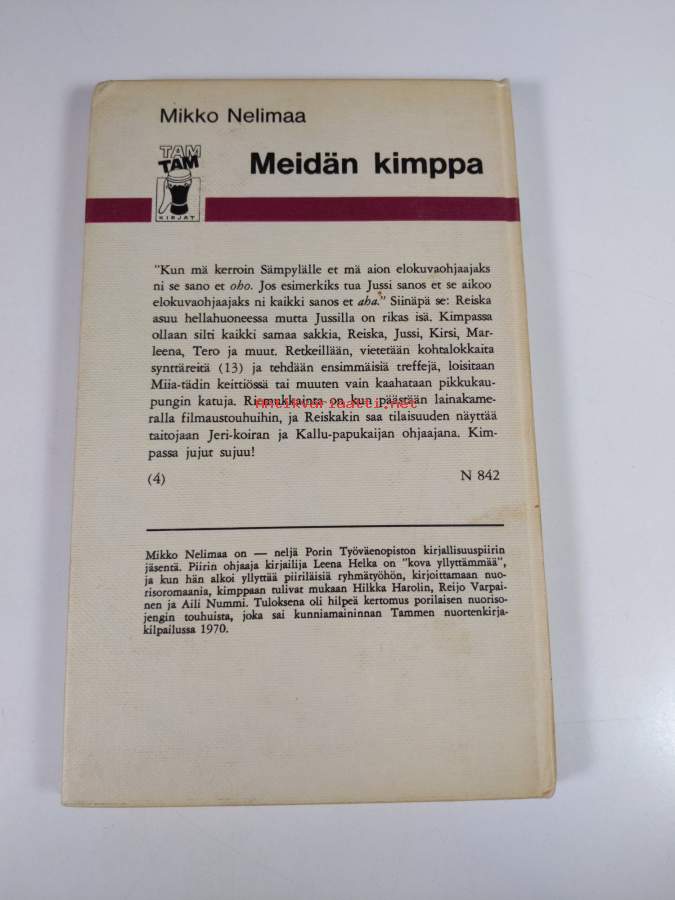 Mikko Nelimaa
TAM
TAM
KIRJAT
Meidän kimppa
"Kun mä kerroin Sämpylälle et mä aion elokuvaohjaajaks
ni se sano et oho. Jos esimerkiks tua Jussi sanos et se aikoo
elokuvaohjaajaks ni kaikki sanos et aha." Siinäpä se: Reiska
asuu hellahuoneessa mutta Jussilla on rikas isä. Kimpassa
ollaan silti kaikki samaa sakkia, Reiska, Jussi, Kirsi, Mar-
leena, Tero ja muut. Retkeillään, vietetään kohtalokkaita
synttäreitä (13) ja tehdään ensimmäisiä treffejä, loisitaan
Miia-tädin keittiössä tai muuten vain kaahataan pikkukau-
pungin katuja. on kun päästään lainakame-
antikvariaatti.net
ralla filmaustouhuihin, ja Reiskakin saa tilaisuuden näyttää
taitojaan Jeri-koiran ja Kallu-papukaijan ohjaajana. Kim-
passa jujut sujuu!
(4)
N 842
Mikko Nelimaa on — neljä Porin Työväenopiston kirjallisuuspiirin
jäsentä. Piirin ohjaaja kirjailija Leena Helka on "kova yllyttämmää",
ja kun hän alkoi yllyttää piiriläisiä ryhmätyöhön, kirjoittamaan nuo-
risoromaania, kimppaan tulivat mukaan Hilkka Harolin, Reijo Varpai-
nen ja Aili Nummi. Tuloksena oli hilpeä kertomus porilaisen nuoriso-
jengin touhuista, joka sai kunniamaininnan Tammen nuortenkirja-
kilpailussa 1970.